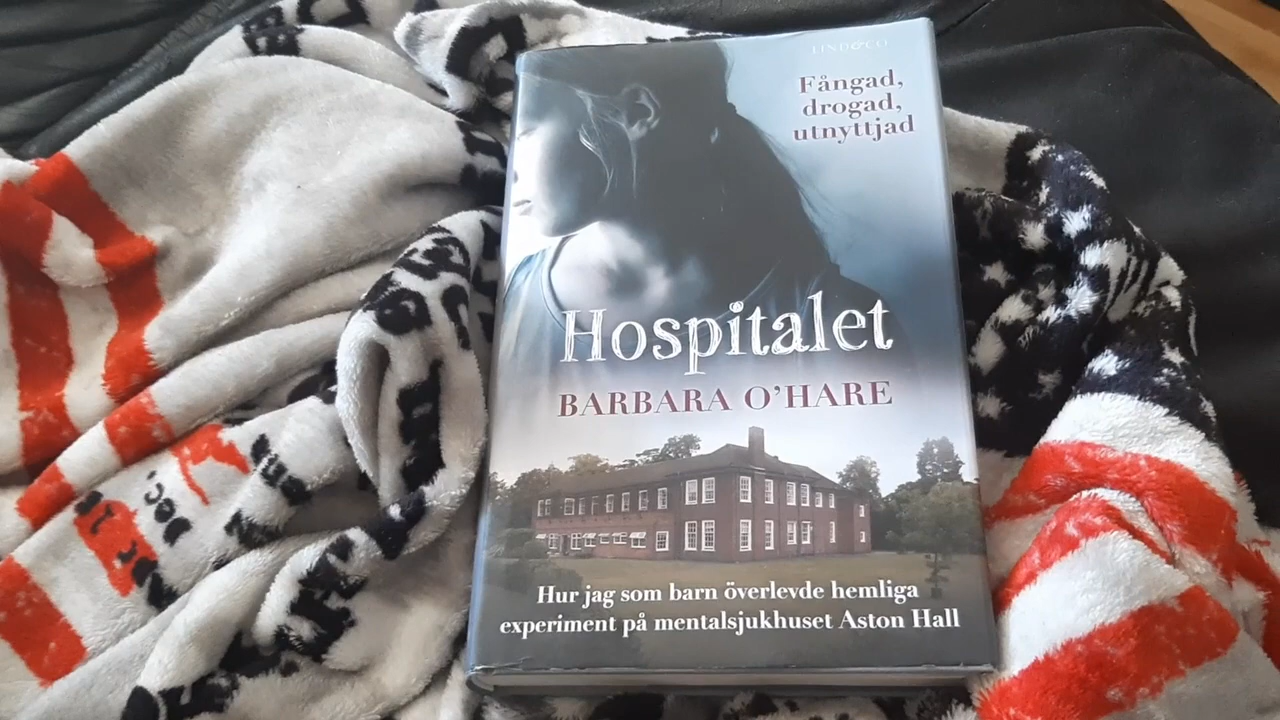 LIND&CO
Fångad,
drogad,
utnyttjad
Hospitalet
BARBARA O'HARE
Hur jag som barn överlevde hemliga
experiment på mentalsjukhuset Aston Hall
Dec.